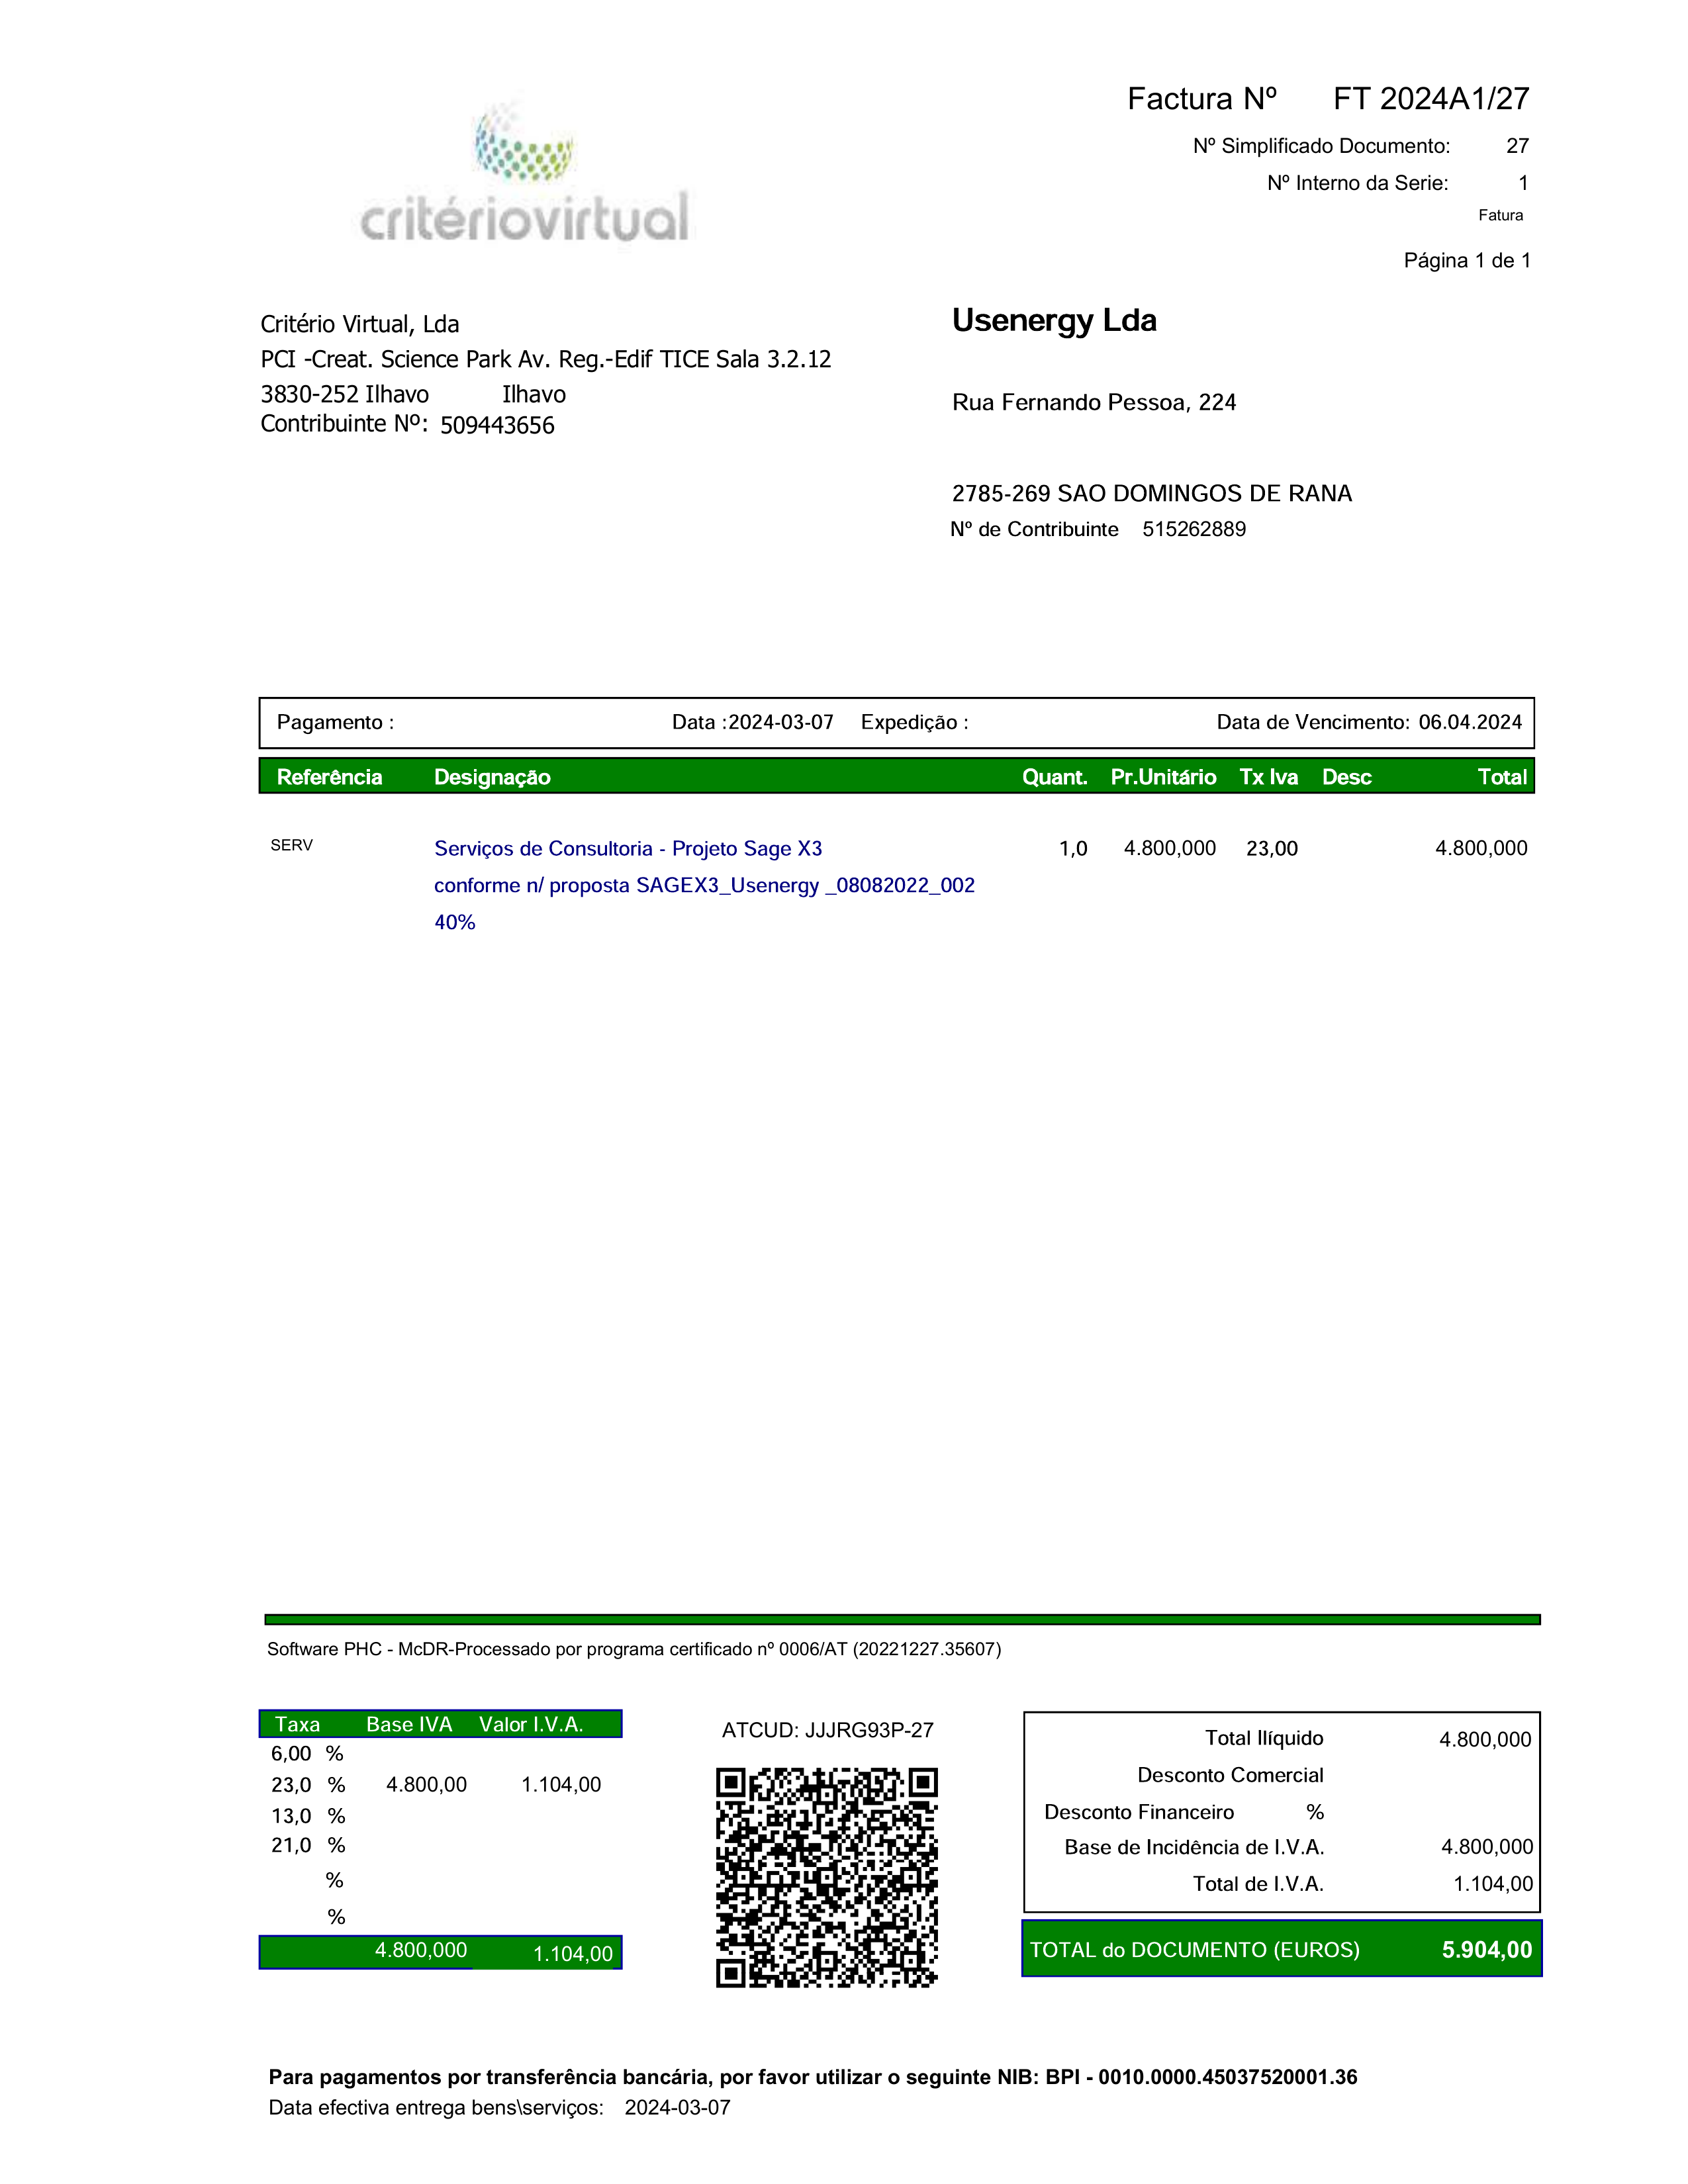 critériovirtual
Factura Nº FT 2024A1/27
Nº Simplificado Documento: 27
Nº Interno da Serie: 1
Fatura
Página 1 de 1
Critério Virtual, Lda
PCI -Creat. Science Park Av. Reg.-Edif TICE Sala 3.2.12
3830-252 Ilhavo Ilhavo
Contribuinte Nº: 509443656
Usenergy Lda
Rua Fernando Pessoa, 224
2785-269 SAO DOMINGOS DE RANA
Nº de Contribuinte 515262889
Pagamento : Data :2024-03-07 Expedição : Data de Vencimento: 06.04.2024
Referência Designação Quant. Pr.Unitário Tx Iva Desc Total
SERV Serviços de Consultoria - Projeto Sage X3 1,0 4.800,000 23,00 4.800,000
conforme n/ proposta SAGEX3_Usenergy _08082022_002
40%
Software PHC - McDR-Processado por programa certificado nº 0006/AT (20221227.35607)
Taxa Base IVA Valor I.V.A.
6,00 %
23,0 % 4.800,00 1.104,00
13,0 %
21,0 %
%
%
4.800,000 1.104,00
ATCUD: JJJRG93P-27
Total Ilíquido 4.800,000
Desconto Comercial
Desconto Financeiro %
Base de Incidência de I.V.A. 4.800,000
Total de I.V.A. 1.104,00
TOTAL do DOCUMENTO (EUROS) 5.904,00
Para pagamentos por transferência bancária, por favor utilizar o seguinte NIB: BPI - 0010.0000.45037520001.36
Data efectiva entrega bens\serviços: 2024-03-07